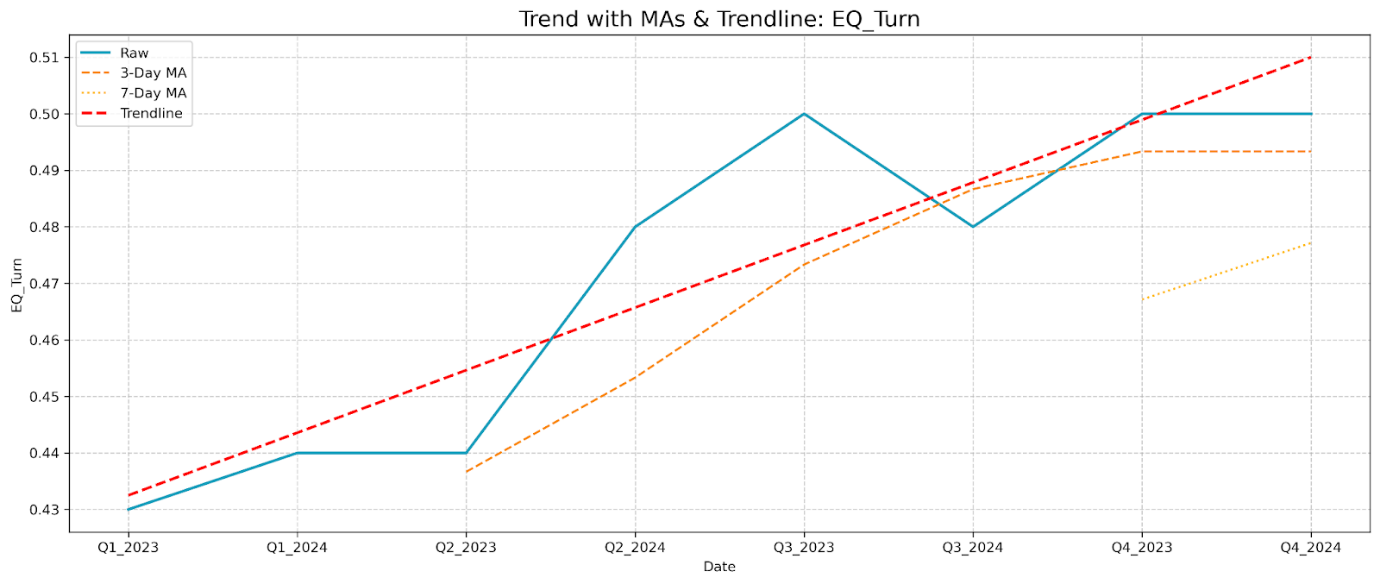 Trend with MAs & Trendline: EQ_Turn
Raw
3-Day MA
7-Day MA
Trendline
0.51
0.50
0.49
0.48
0.47
0.46
0.45
0.44
0.43
EQ_Turn
Q1_2023 Q1_2024 Q2_2023 Q2_2024 Q3_2023 Q3_2024 Q4_2023 Q4_2024
Date